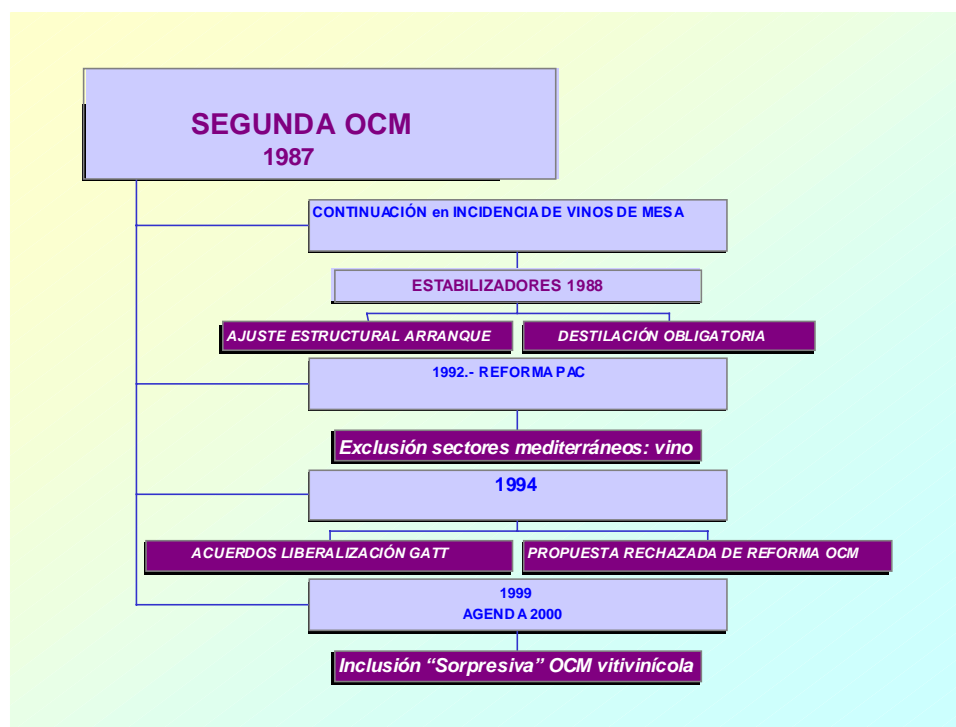 SEGUNDA OCM
1987
CONTINUACIÓN en INCIDENCIA DE VINOS DE MESA
ESTABILIZADORES 1988
AJUSTE ESTRUCTURAL ARRANQUE
DESTILACIÓN OBLIGATORIA
1992.- REFORMA PAC
Exclusión sectores mediterráneos: vino
1994
ACUERDOS LIBERALIZACIÓN GATT
PROPUESTA RECHAZADA DE REFORMA OCM
1999
AGENDA 2000
Inclusión “Sorpresiva” OCM vitivinícola